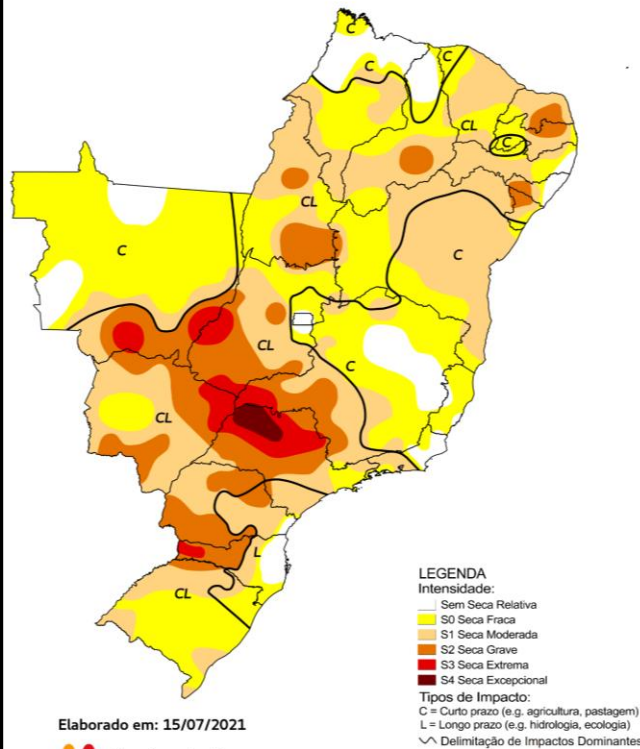 C
C
C
CL
C
CL
C
C
C
CL
C
CL
L
CL
LEGENDA
Intensidade:
Sem Seca Relativa
S0 Seca Fraca
S1 Seca Moderada
S2 Seca Grave
S3 Seca Extrema
S4 Seca Excepcional
Tipos de Impacto:
C = Curto prazo (e.g. agricultura, pastagem)
L = Longo prazo (e.g. hidrologia, ecologia)
Delimitação de Impactos Dominantes
Elaborado em: 15/07/2021